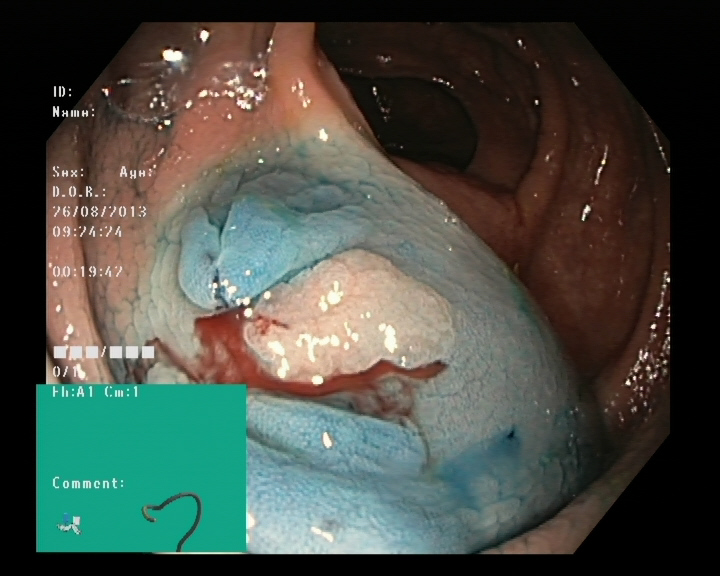 ID:
Name:
Sex: Age:
D.O.B.:
26/08/2013
09:24:24
00:19:42
■■■/■■■
0/1
Eh:A1 Cm:1
Comment: